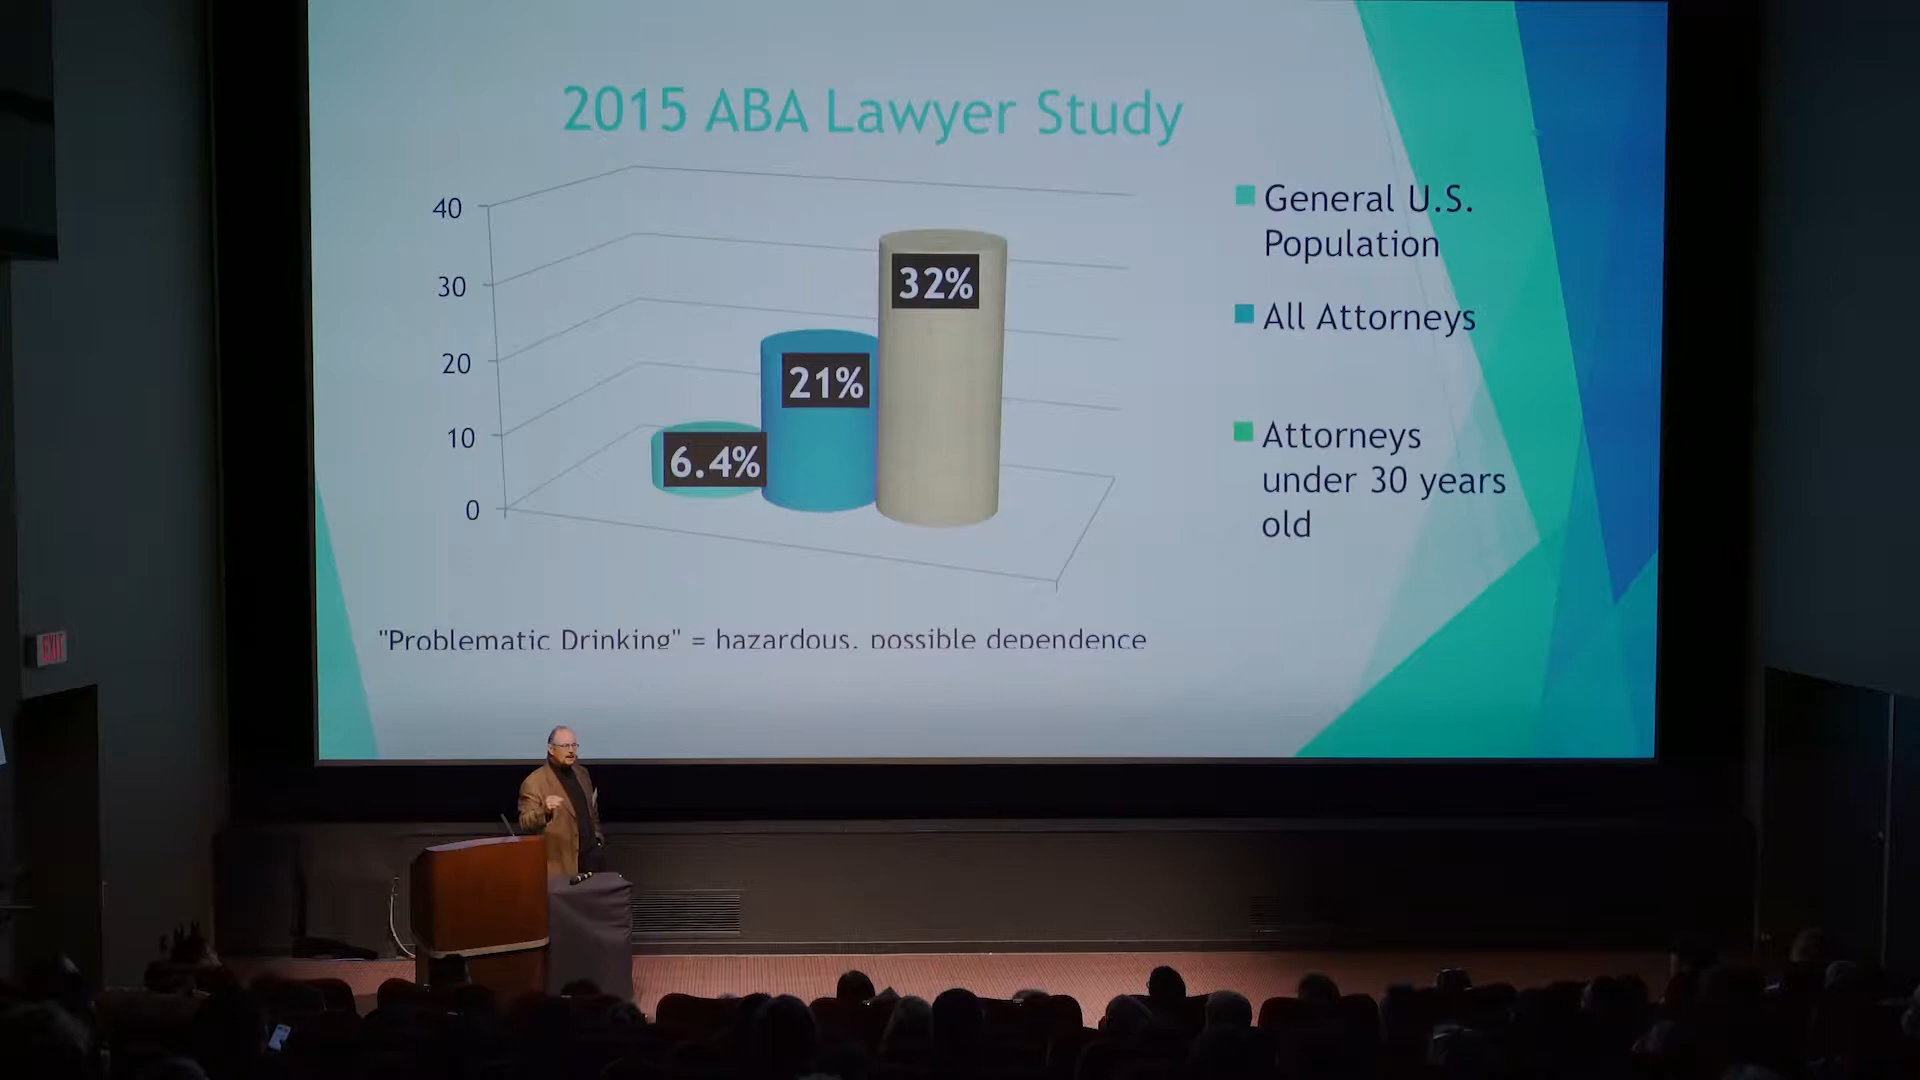 2015 ABA Lawyer Study
40
30
20
10
0
6.4%
21%
32%
General U.S.
Population
All Attorneys
Attorneys
under 30 years
old
"Problematic Drinking" = hazardous, possible dependence
EXIT